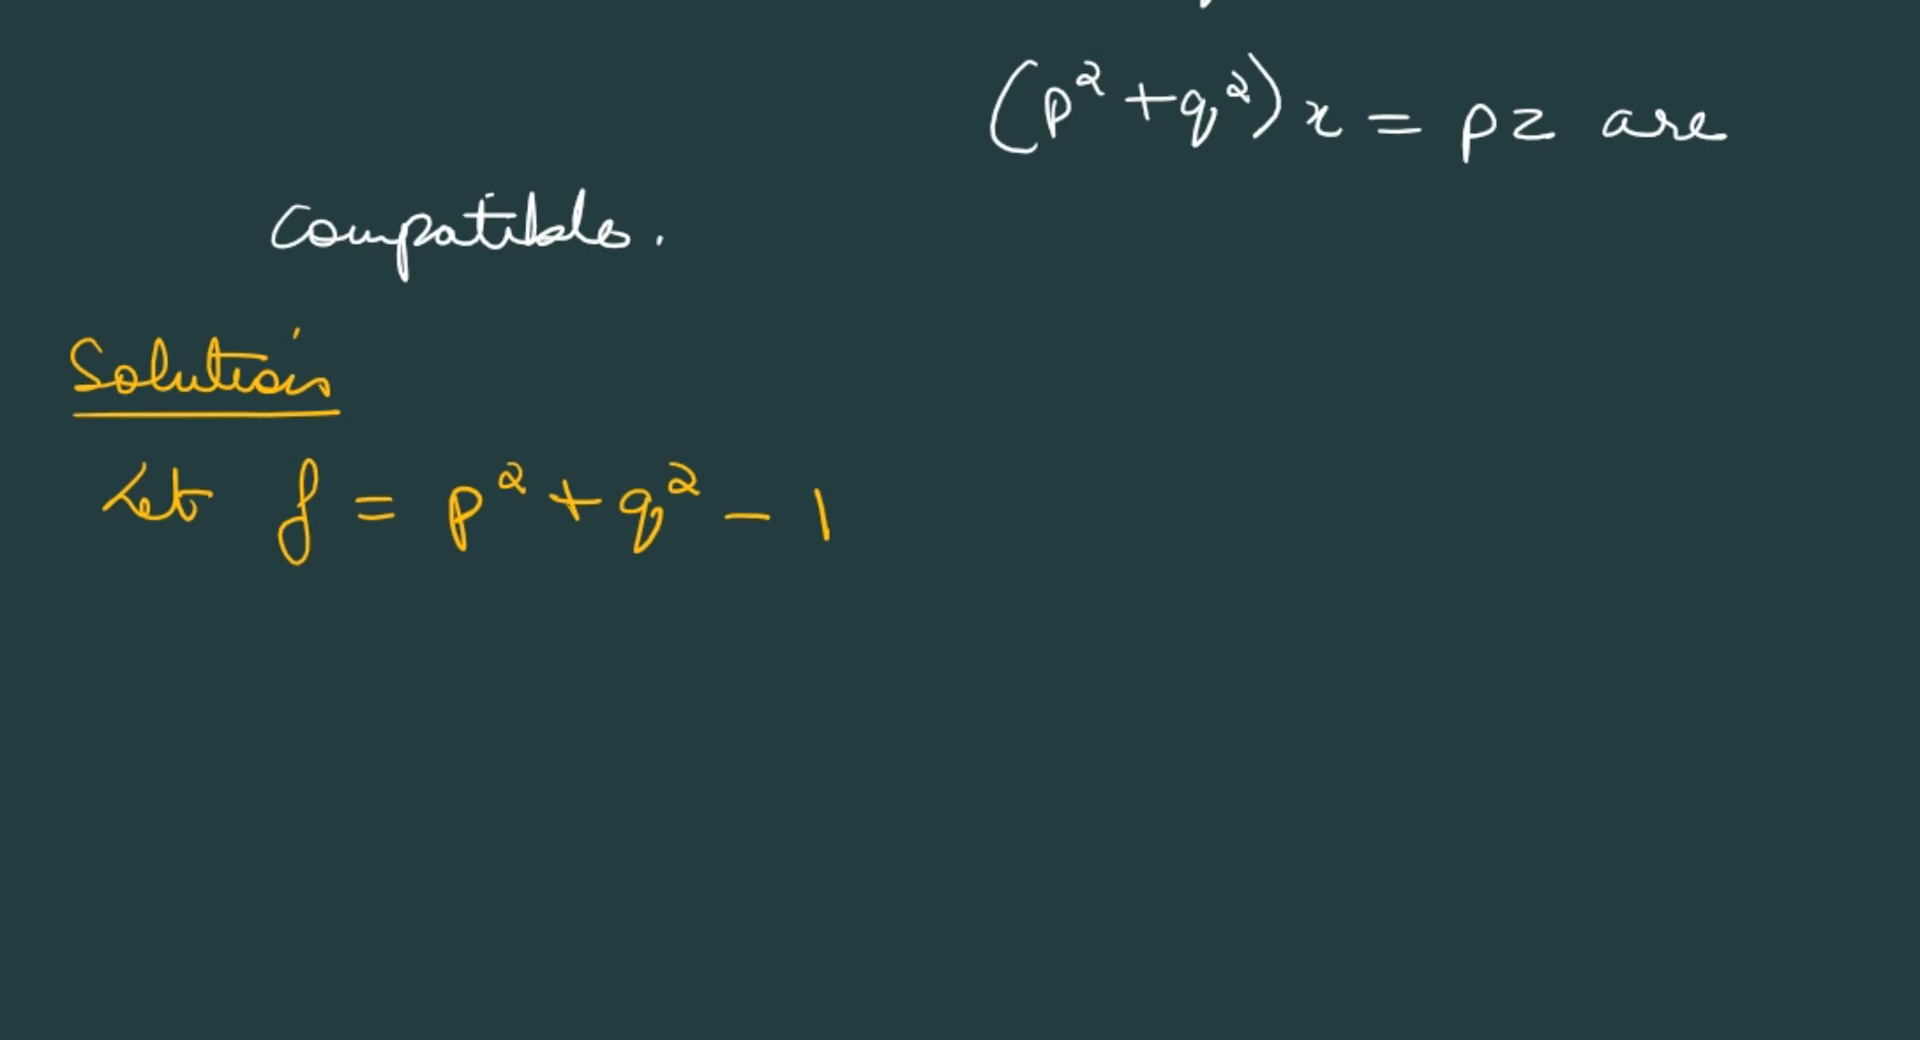 (p² + q²) x = pz are
compatible.
Solution
Let f = p² + q² - 1